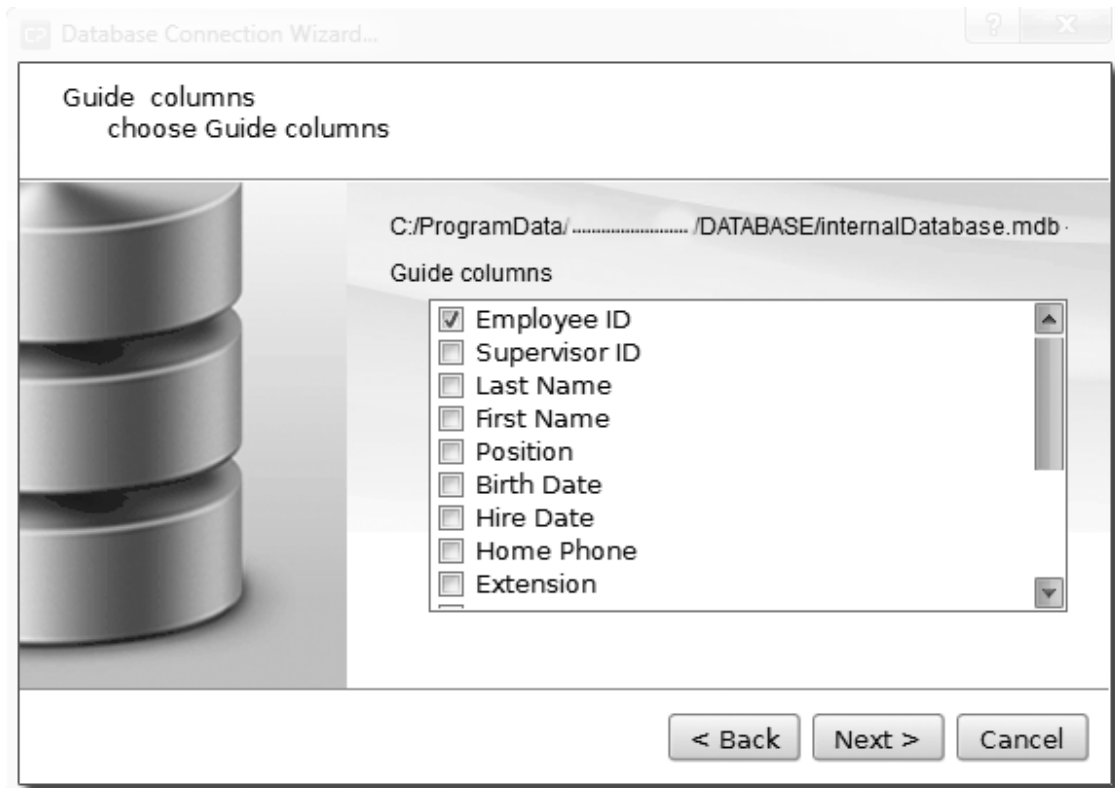 Database Connection Wizard...
Guide columns
choose Guide columns
C:/ProgramData/ ........................ /DATABASE/internalDatabase.mdb
Guide columns
Employee ID
Supervisor ID
Last Name
First Name
Position
Birth Date
Hire Date
Home Phone
Extension
< Back Next > Cancel